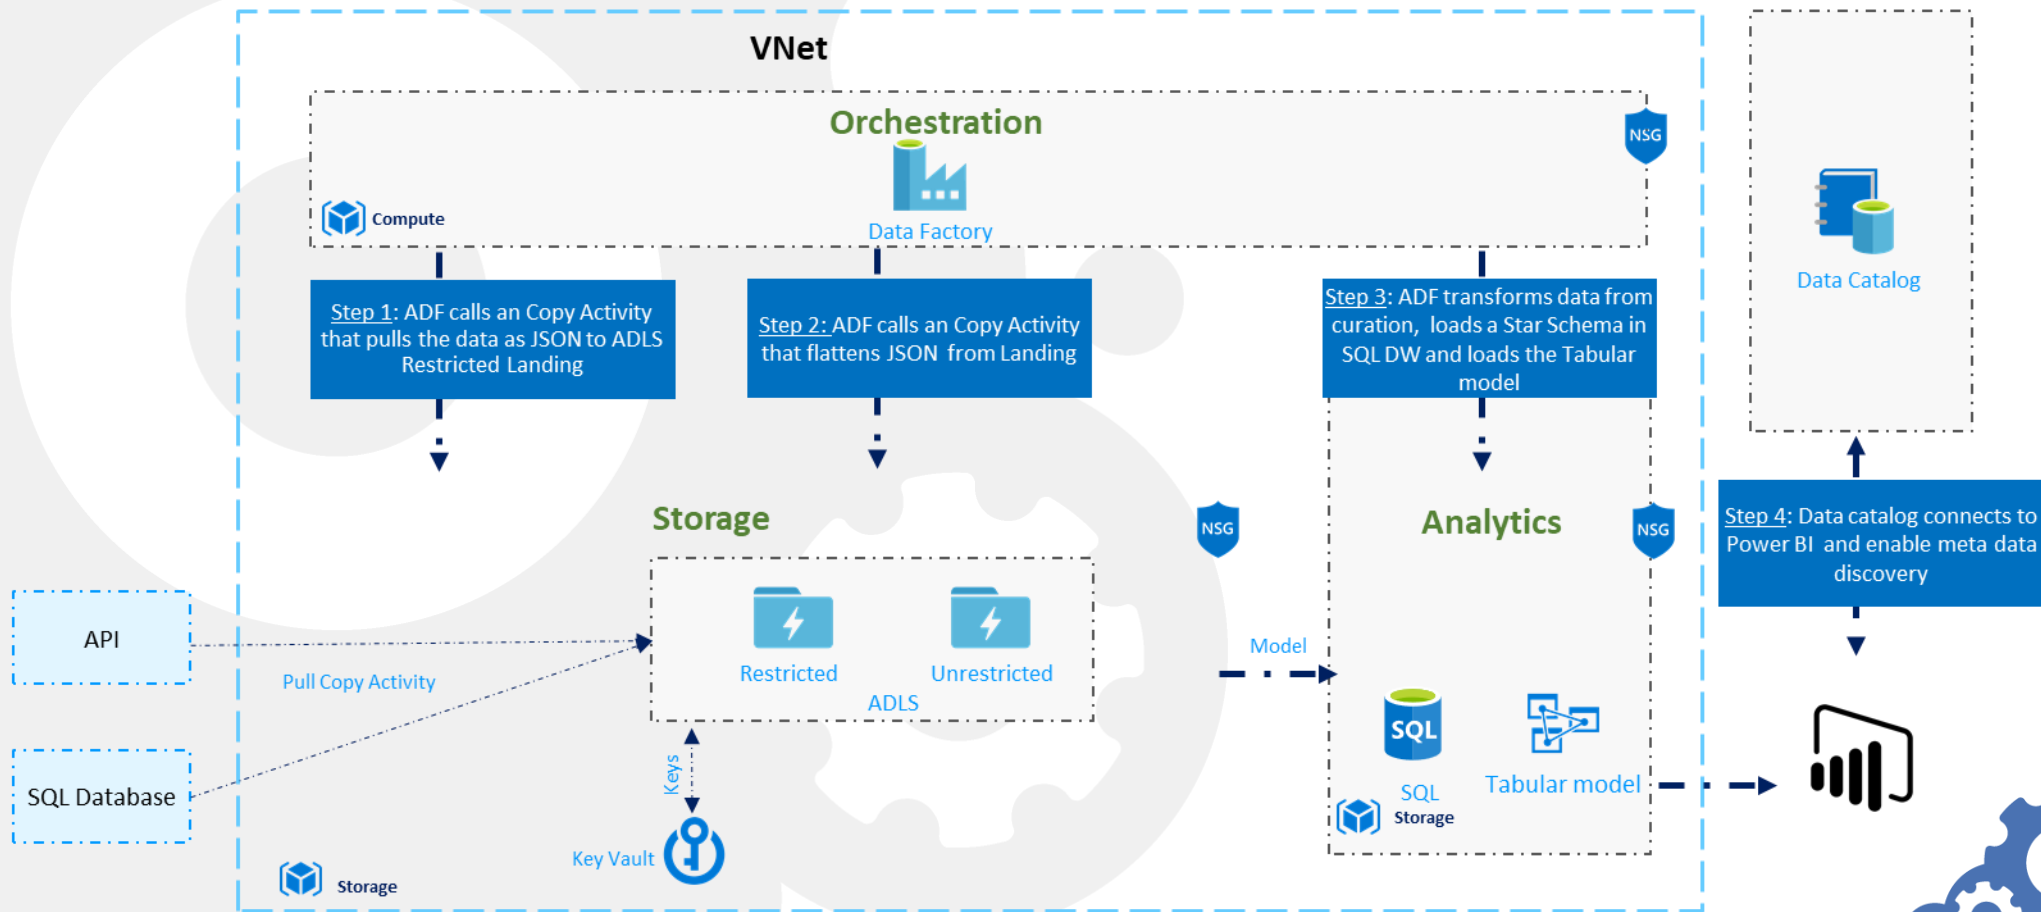 VNet
Orchestration
NSG
Compute
Data Factory
Step 1: ADF calls an Copy Activity
that pulls the data as JSON to ADLS
Restricted Landing
Step 2: ADF calls an Copy Activity
that flattens JSON from Landing
Step 3: ADF transforms data from
curation, loads a Star Schema in
SQL DW and loads the Tabular
model
Data Catalog
Storage
NSG
Analytics
NSG
Step 4: Data catalog connects to
Power BI and enable meta data
discovery
API
Pull Copy Activity
SQL Database
Restricted
Unrestricted
ADLS
Model
Keys
Key Vault
Storage
SQL
SQL
Tabular model
Storage